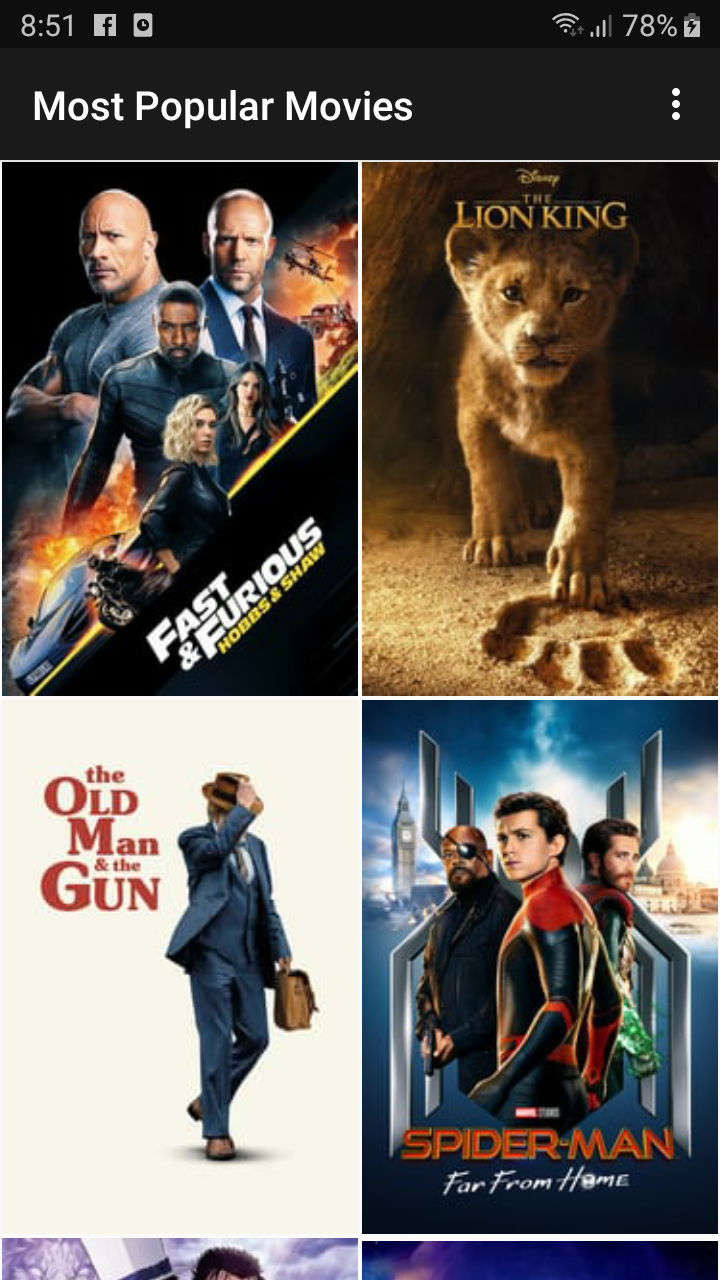 8:51
78%
Most Popular Movies
FAST
& FURIOUS
HOBBS & SHAW
Disney
THE
LION KING
the
OLD
Man
& the
GUN
MARVEL STUDIOS
SPIDER-MAN
Far From Home